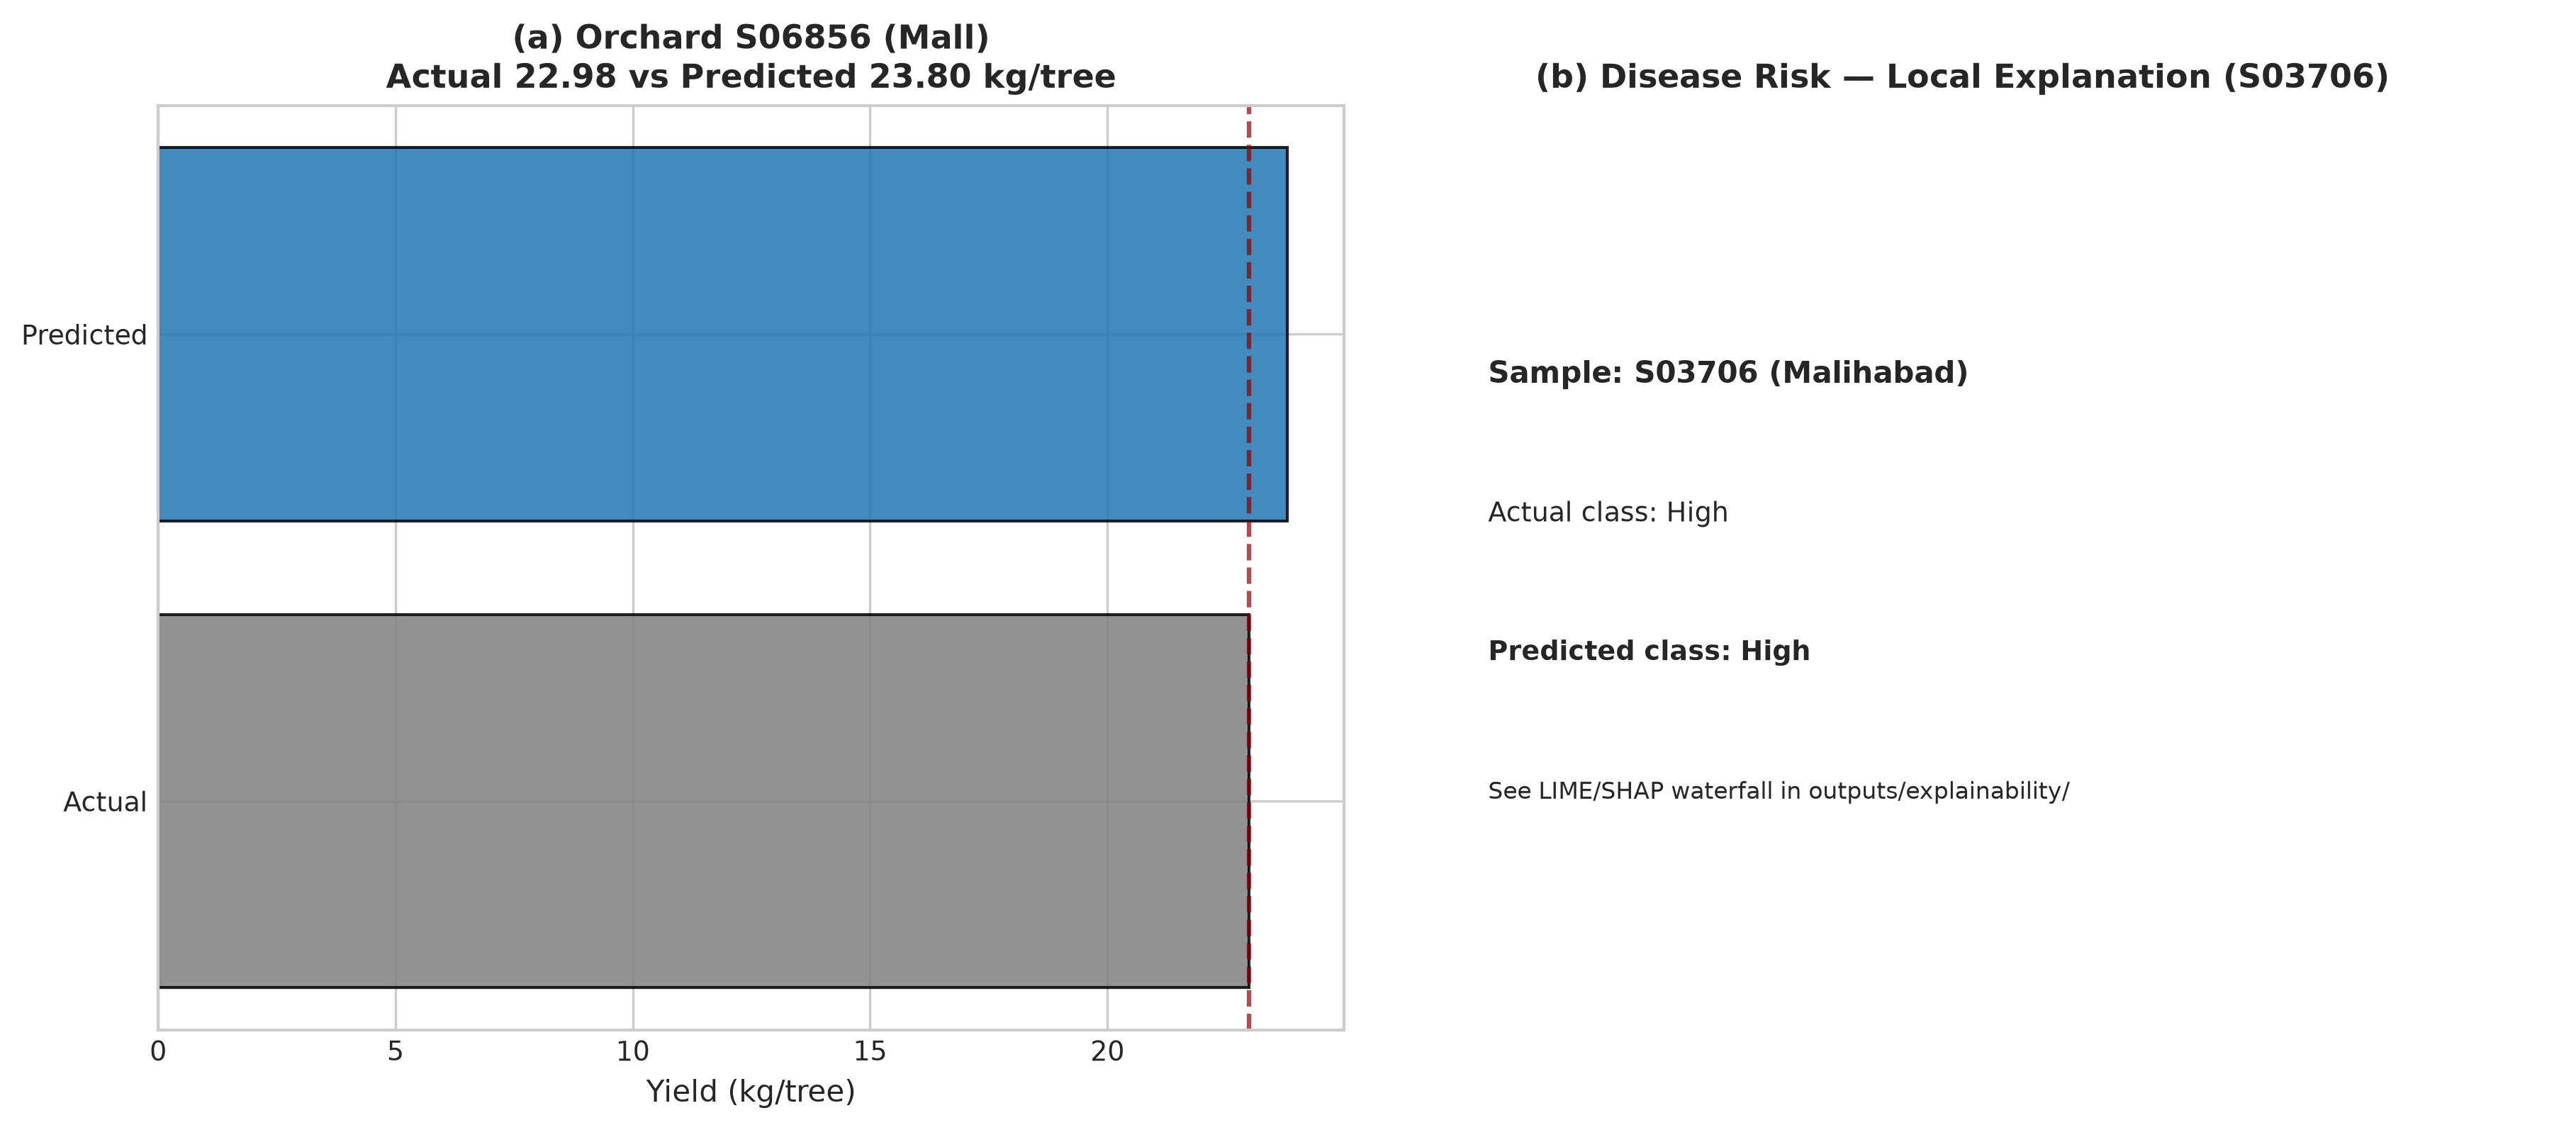 (a) Orchard S06856 (Mall)
Actual 22.98 vs Predicted 23.80 kg/tree
Predicted
Actual
0 5 10 15 20
Yield (kg/tree)
(b) Disease Risk — Local Explanation (S03706)
Sample: S03706 (Malihabad)
Actual class: High
Predicted class: High
See LIME/SHAP waterfall in outputs/explainability/